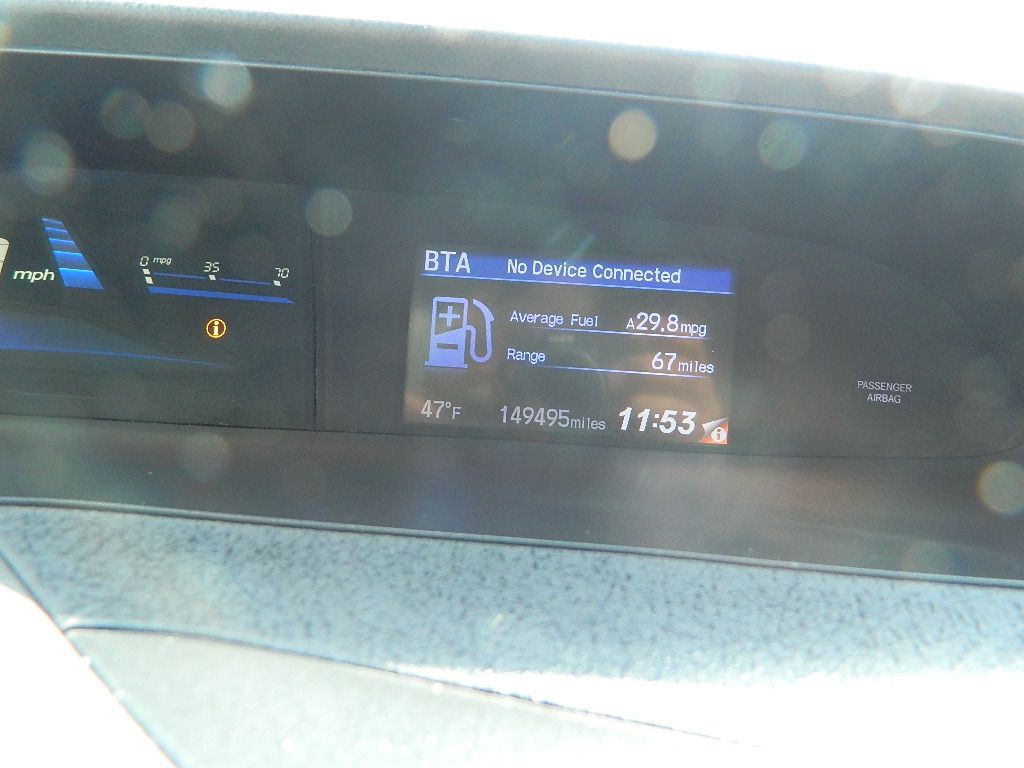 BTA No Device Connected
mph
0 mpg 35 70
Average Fuel A29.8mpg
Range 67miles
47°F 149495miles 11:53
PASSENGER
AIRBAG